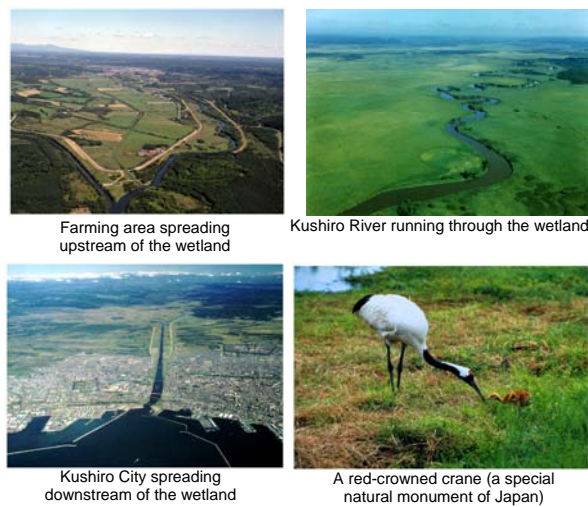 Farming area spreading
upstream of the wetland
Kushiro River running through the wetland
Kushiro City spreading
downstream of the wetland
A red-crowned crane (a special
natural monument of Japan)